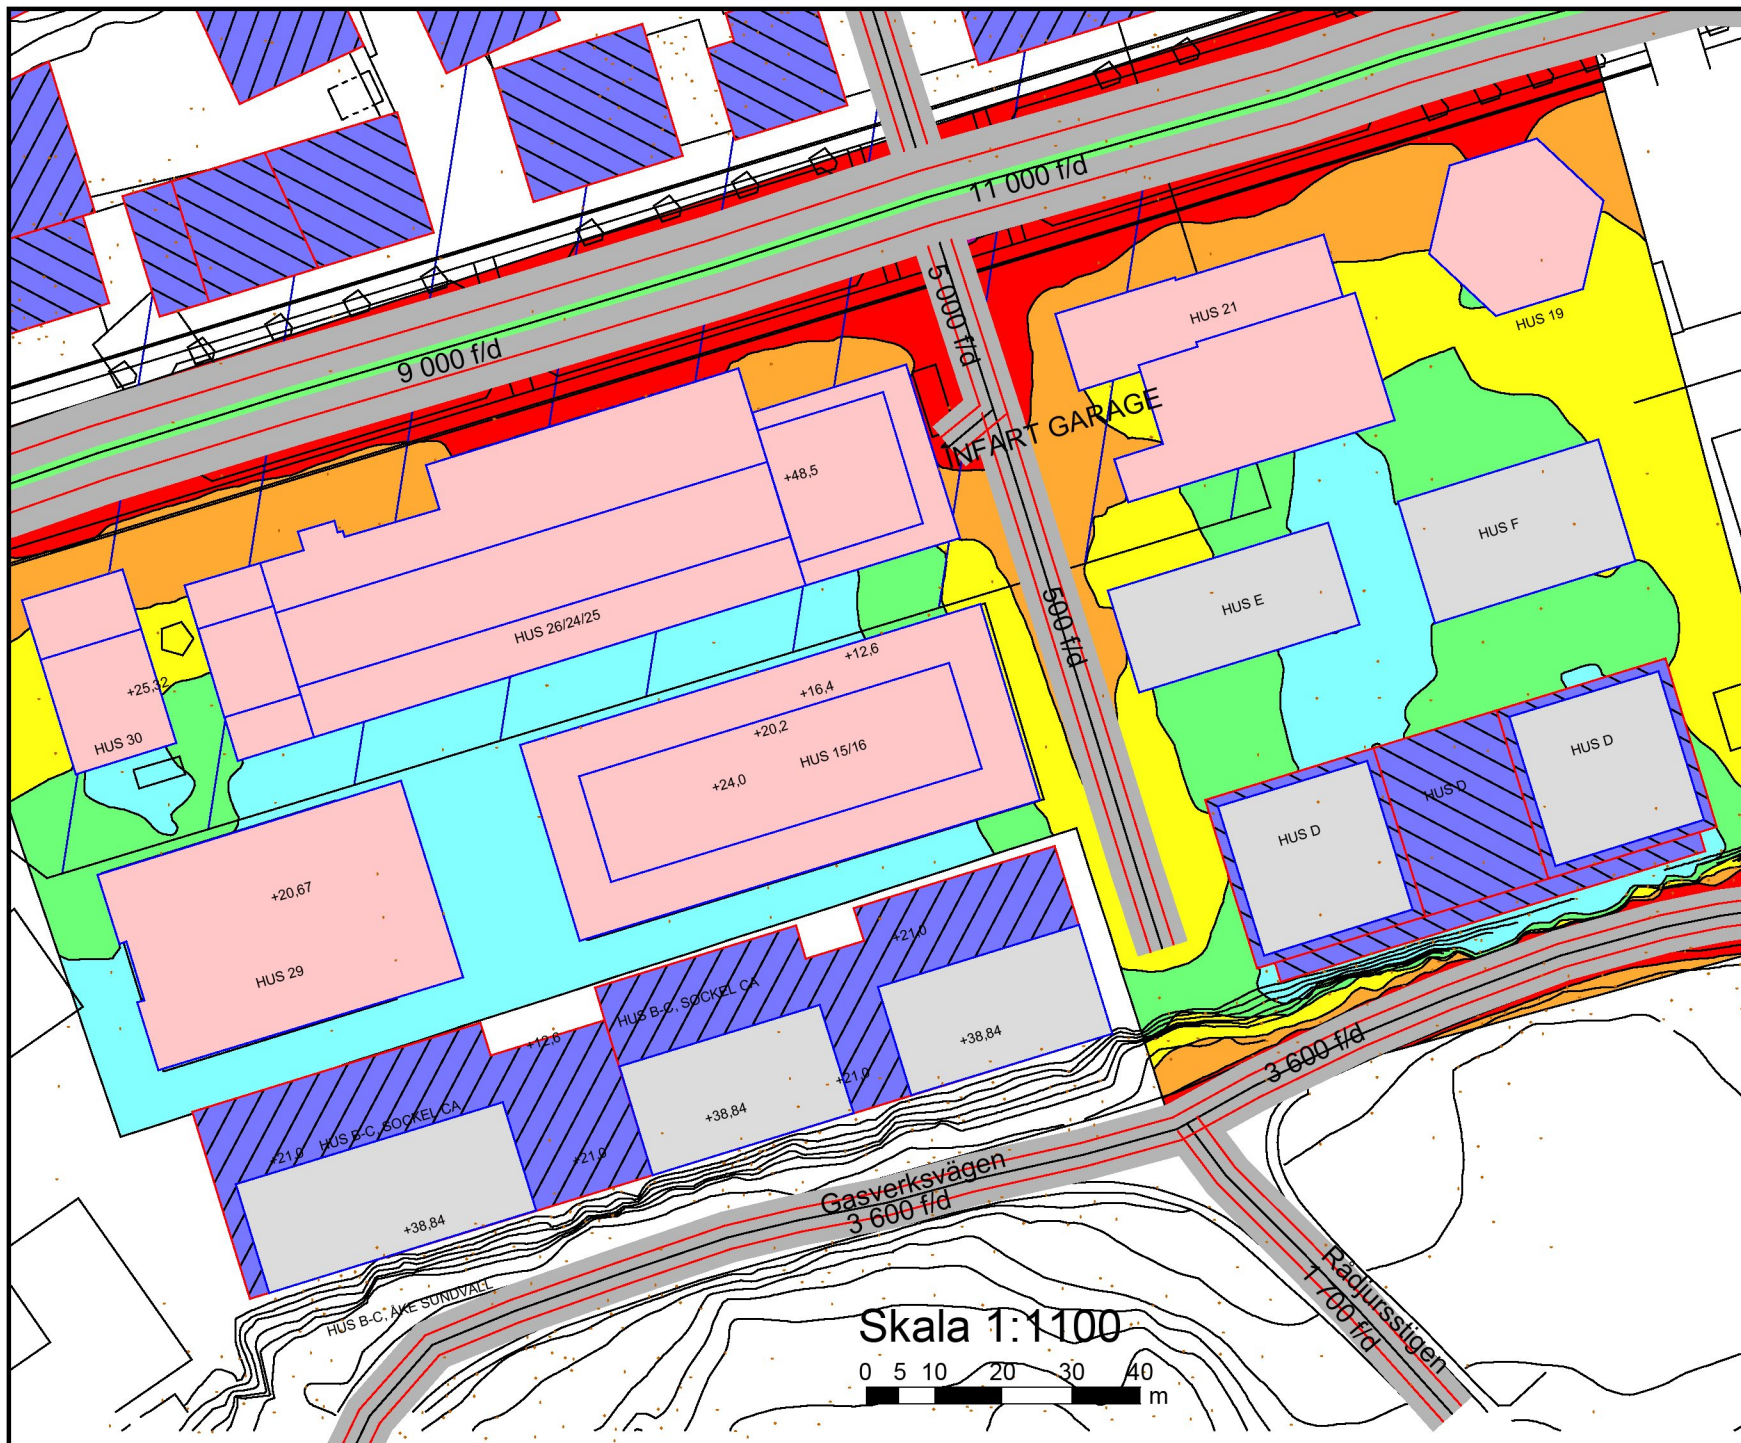 11 000 f/d
5 000 f/d
9 000 f/d
HUS 21
HUS 19
INFART GARAGE
+48,5
HUS F
HUS E
500 f/d
HUS 26/24/25
+12,6
+16,4
+20,2
HUS 15/16
+24,0
+25,32
HUS 30
HUS D
HUS D
HUS D
+20,67
HUS 29
+21,0
HUS B-C, SOCKEL CA
+12,6
+38,84
+21,0
3 600 f/d
+38,84
HUS B-C, SOCKEL CA
+21,0
+21,0
+38,84
Gasverksvägen
3 600 f/d
HUS B-C, ÅKE SUNDVALL
Rådjursstigen
1 700 f/d
Skala 1:1100
0 5 10 20 30 40
m